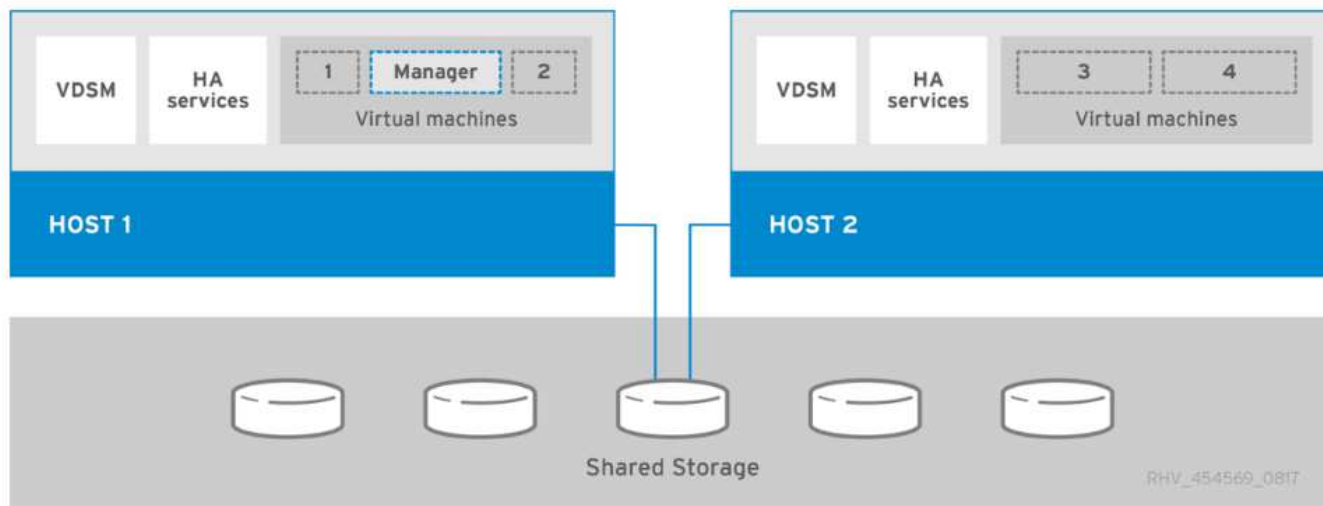 VDSM
HA
services
1
Manager
2
Virtual machines
HOST 1
VDSM
HA
services
3
4
Virtual machines
HOST 2
Shared Storage
RHV_454569_0817